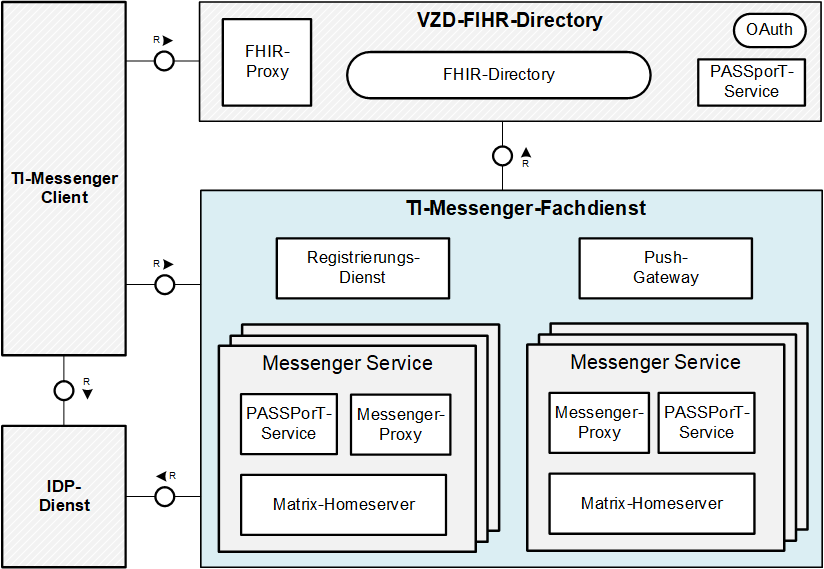 VZD-FIHR-Directory
OAuth
FHIR-
Proxy
FHIR-Directory
PASSporT-
Service
R
R
TI-Messenger
Client
TI-Messenger-Fachdienst
R
Registrierungs-
Dienst
Push-
Gateway
Messenger Service
PASSPorT-
Service
Messenger-
Proxy
Matrix-Homeserver
Messenger Service
Messenger-
Proxy
PASSPorT-
Service
Matrix-Homeserver
R
IDP-
Dienst
R